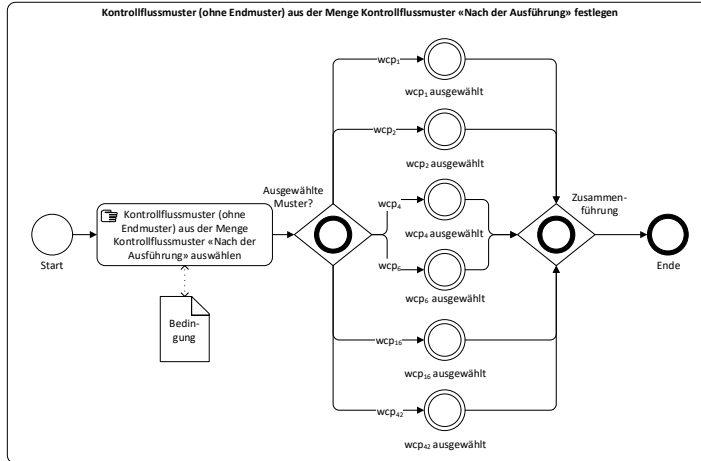 Kontrollflussmuster (ohne Endmuster) aus der Menge Kontrollflussmuster «Nach der Ausführung» festlegen
wcp₁
wcp₁ ausgewählt
wcp₂
wcp₂ ausgewählt
Ausgewählte
Muster?
Kontrollflussmuster (ohne
Endmuster) aus der Menge
Kontrollflussmuster «Nach der
Ausführung» auswählen
Start
Bedin-
gung
wcp₄
wcp₄ ausgewählt
wcp₆
wcp₆ ausgewählt
Zusammen-
führung
Ende
wcp₁₆
wcp₁₆ ausgewählt
wcp₄₂
wcp₄₂ ausgewählt